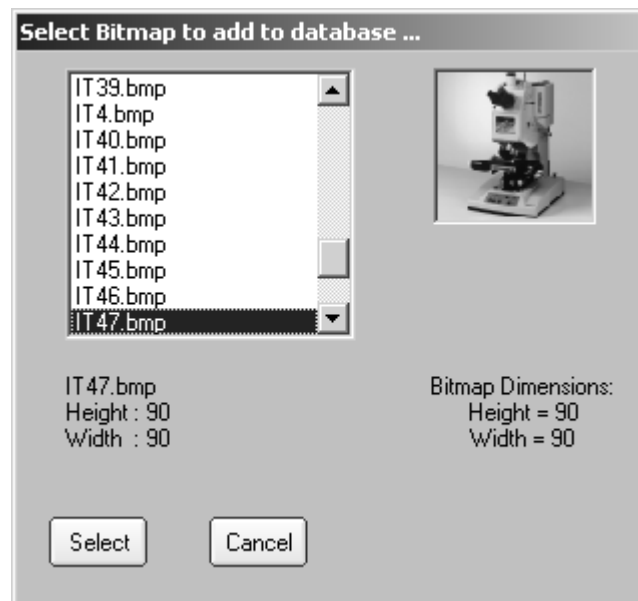 Select Bitmap to add to database ...
IT39.bmp
IT4.bmp
IT40.bmp
IT41.bmp
IT42.bmp
IT43.bmp
IT44.bmp
IT45.bmp
IT46.bmp
IT47.bmp
IT47.bmp
Height : 90
Width : 90
Bitmap Dimensions:
Height = 90
Width = 90
Select
Cancel